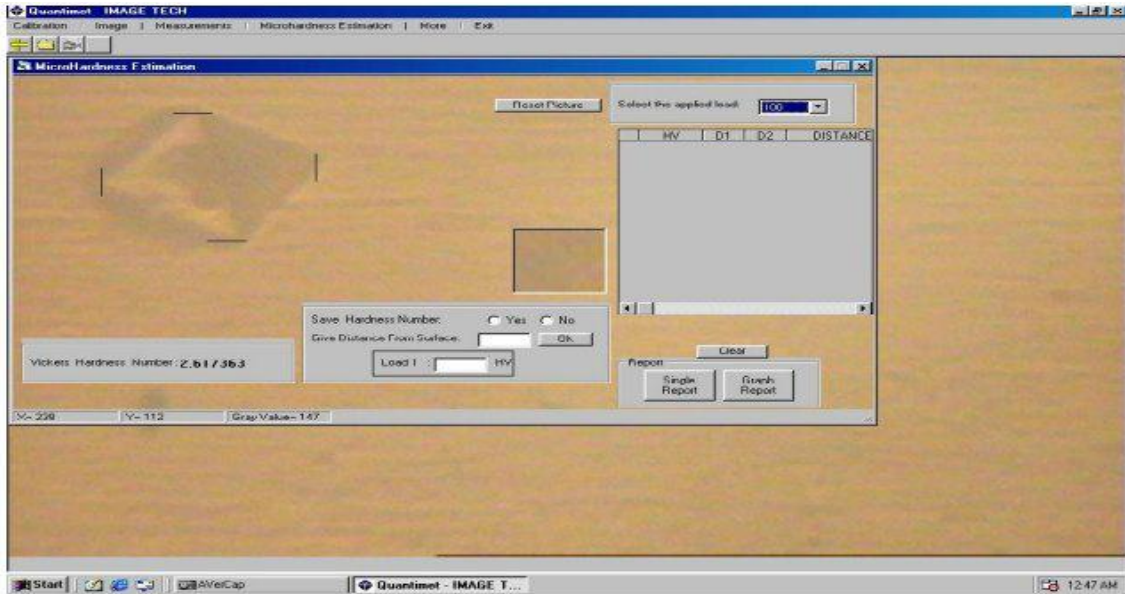 Quantimet IMAGE TECH
Calibration | Image | Measurements | Microhardness Estimation | More | Exit
MicroHardness Estimation
Reset Picture
Select the applied load: 100
HV | D1 | D2 | DISTANCE
Save Hardness Number: Yes No
Give Distance From Surface: Ok
Load 1 : HV
Vickers Hardness Number: 2.617363
Clear
Report
Single Report
Graph Report
Y= 112 Gray Value= 147
Start AVerCap Quantimet - IMAGE T... 12:47 AM